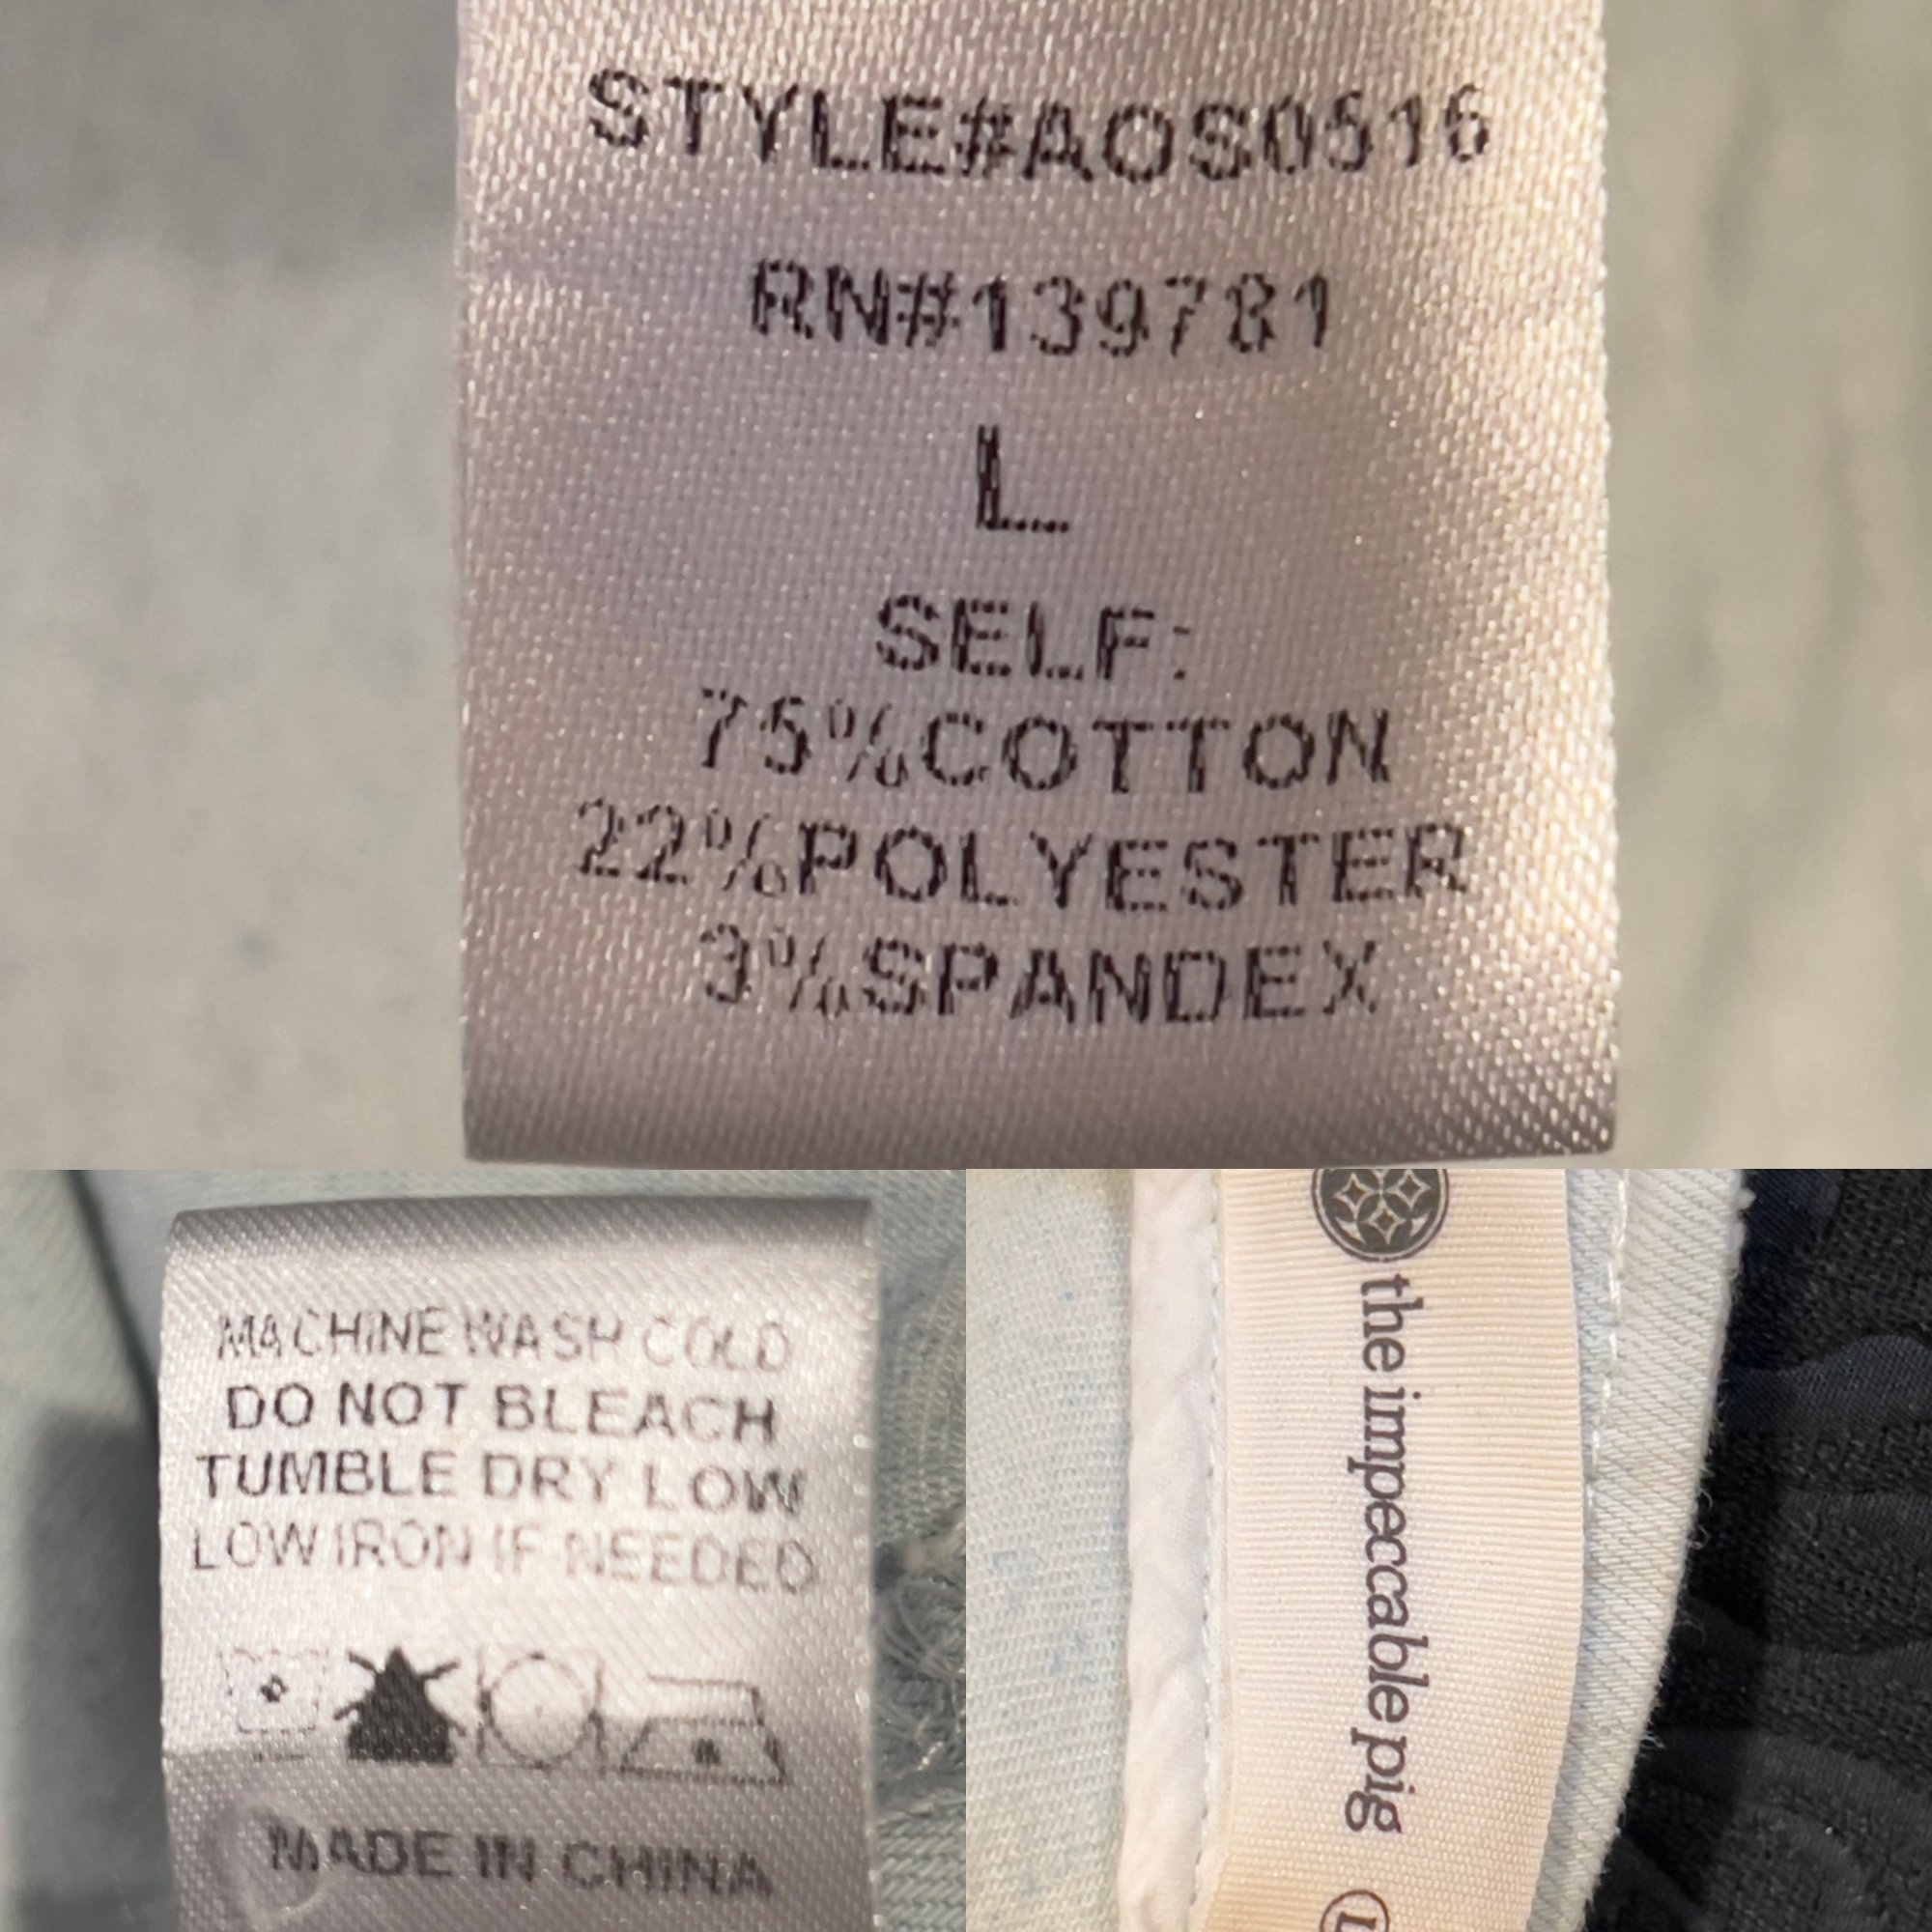 STYLE#AOS0516
RN#139781
L
SELF:
75%COTTON
22%POLYESTER
3%SPANDEX
MACHINE WASH COLD
DO NOT BLEACH
TUMBLE DRY LOW
LOW IRON IF NEEDED
MADE IN CHINA
the impeccable pig
L